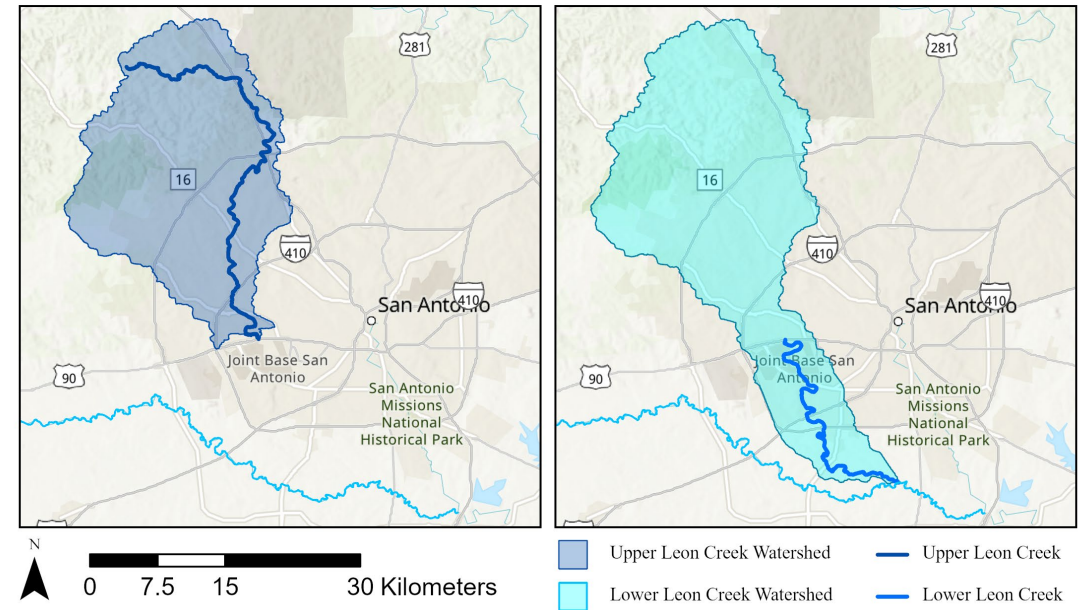 281
16
410
San Antonio
410
Joint Base San
Antonio
90
San Antonio
Missions
National
Historical Park
281
16
410
San Antonio
410
Joint Base San
Antonio
90
San Antonio
Missions
National
Historical Park
N
0 7.5 15 30 Kilometers
Upper Leon Creek Watershed
Upper Leon Creek
Lower Leon Creek Watershed
Lower Leon Creek